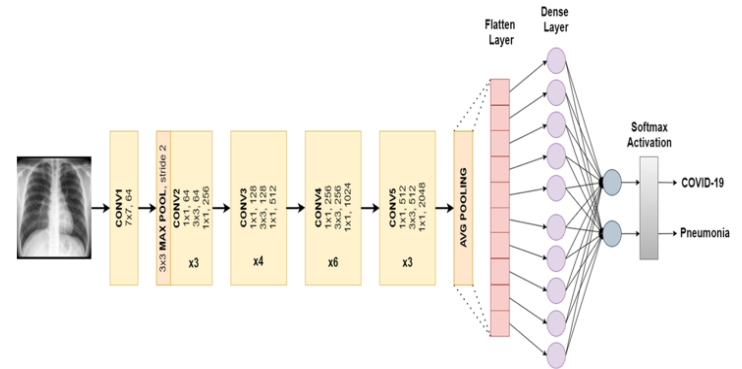 Flatten
Layer
Dense
Layer
CONV1
7x7, 64
3x3 MAX POOL, stride 2
CONV2
1x1, 64
3x3, 64
1x1, 256
x3
CONV3
1x1, 128
3x3, 128
1x1, 512
x4
CONV4
1x1, 256
3x3, 256
1x1, 1024
x6
CONV5
1x1, 512
3x3, 512
1x1, 2048
x3
AVG POOLING
Softmax
Activation
COVID-19
Pneumonia